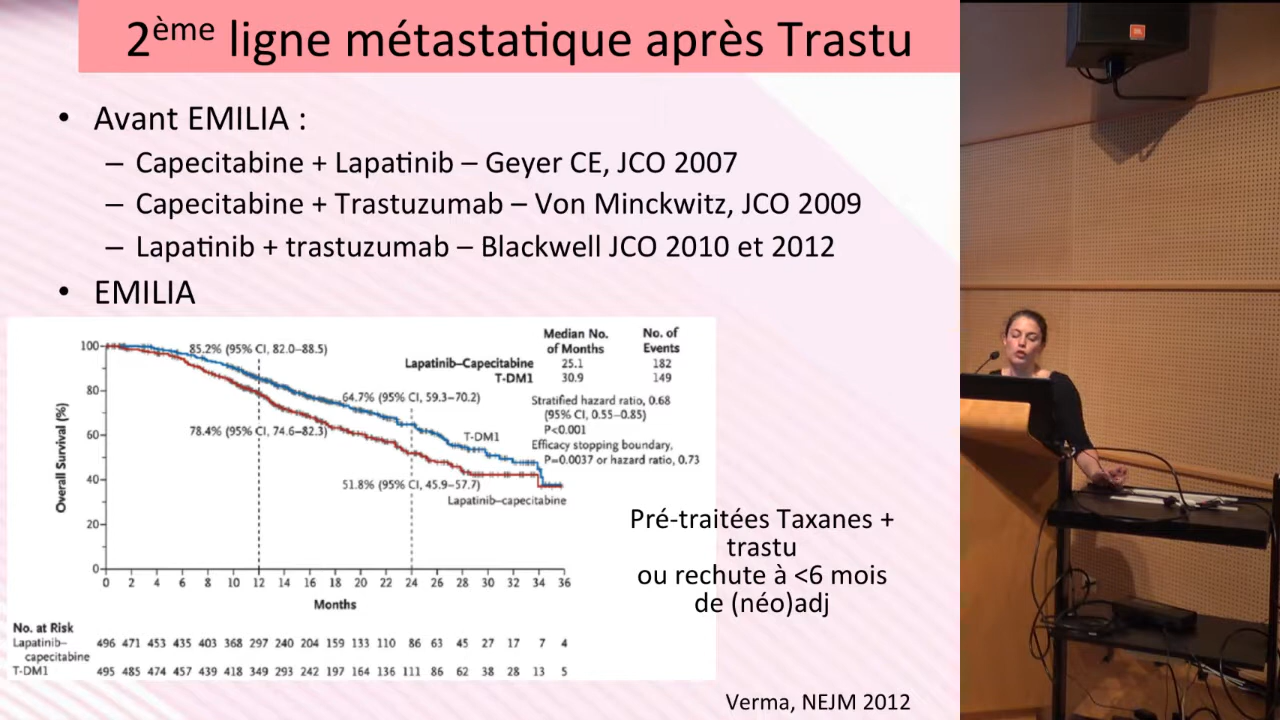 2ème ligne métastatique après Trastu
• Avant EMILIA :
– Capecitabine + Lapatinib – Geyer CE, JCO 2007
– Capecitabine + Trastuzumab – Von Minckwitz, JCO 2009
– Lapatinib + trastuzumab – Blackwell JCO 2010 et 2012
• EMILIA
Median No. of Months
No. of Events
Lapatinib–Capecitabine 25.1 182
T-DM1 30.9 149
Stratified hazard ratio, 0.68
(95% CI, 0.55–0.85)
P<0.001
Efficacy stopping boundary,
P=0.0037 or hazard ratio, 0.73
Overall Survival (%)
100
80
60
40
20
0
85.2% (95% CI, 82.0–88.5)
64.7% (95% CI, 59.3–70.2)
78.4% (95% CI, 74.6–82.3)
51.8% (95% CI, 45.9–57.7)
T-DM1
Lapatinib–capecitabine
0 2 4 6 8 10 12 14 16 18 20 22 24 26 28 30 32 34 36
Months
No. at Risk
Lapatinib–
capecitabine
496 471 453 435 403 368 297 240 204 159 133 110 86 63 45 27 17 7 4
T-DM1 495 485 474 457 439 418 349 293 242 197 164 136 111 86 62 38 28 13 5
Pré-traitées Taxanes +
trastu
ou rechute à <6 mois
de (néo)adj
Verma, NEJM 2012
JBL